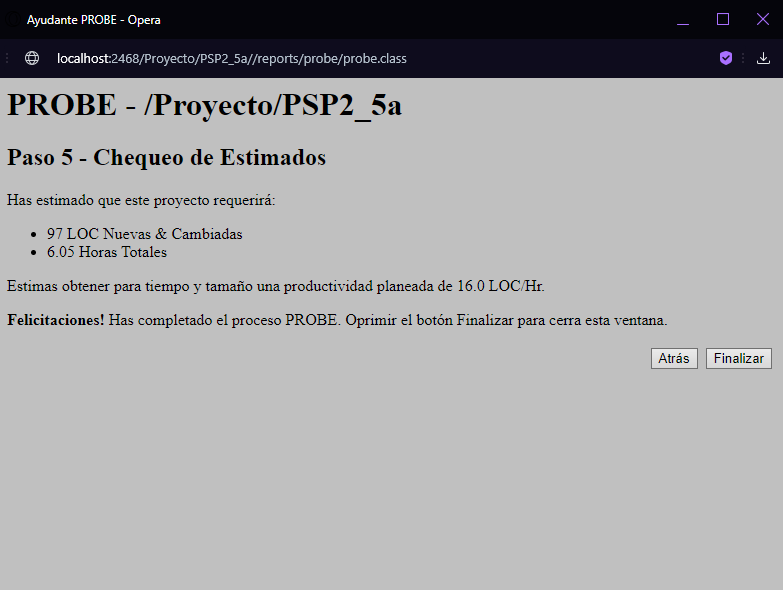 Ayudante PROBE - Opera
localhost:2468/Proyecto/PSP2_5a//reports/probe/probe.class
PROBE - /Proyecto/PSP2_5a
Paso 5 - Chequeo de Estimados
Has estimado que este proyecto requerirá:
97 LOC Nuevas & Cambiadas
6.05 Horas Totales
Estimas obtener para tiempo y tamaño una productividad planeada de 16.0 LOC/Hr.
Felicitaciones! Has completado el proceso PROBE. Oprimir el botón Finalizar para cerra esta ventana.
Atrás Finalizar